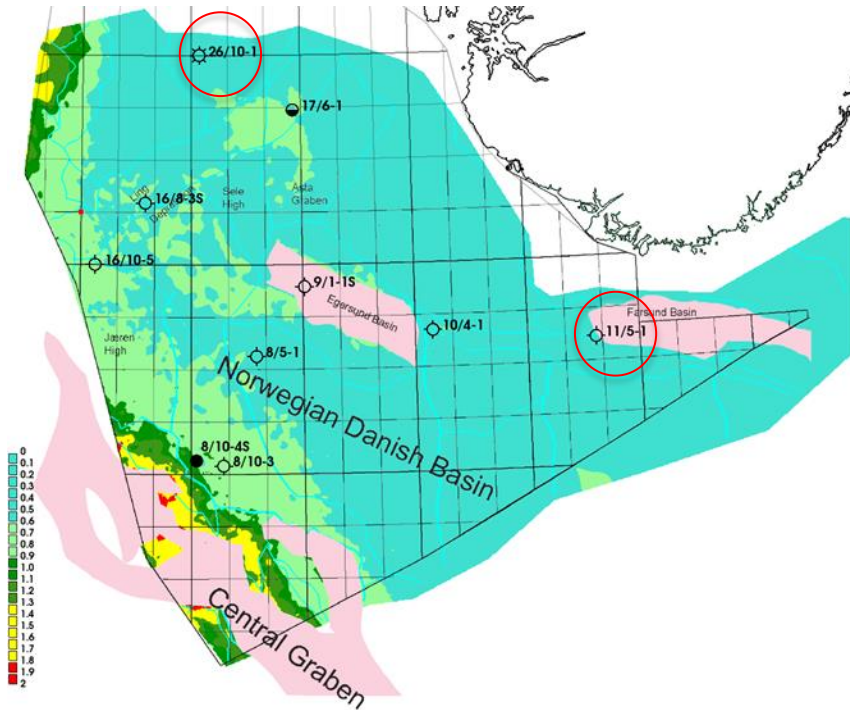 26/10-1
17/6-1
Ling
Depression
16/8-3S
Sele
High
Åsta
Graben
16/10-5
9/1-1S
Egersund Basin
10/4-1
Farsund Basin
11/5-1
Jæren
High
8/5-1
Norwegian Danish Basin
8/10-4S
8/10-3
Central Graben
0
0.1
0.2
0.3
0.4
0.5
0.6
0.7
0.8
0.9
1.0
1.1
1.2
1.3
1.4
1.5
1.6
1.7
1.8
1.9
2